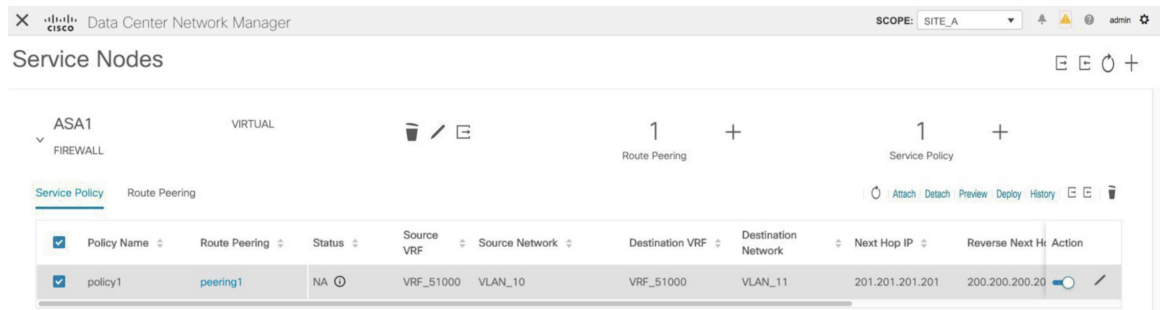 cisco Data Center Network Manager SCOPE: SITE_A admin
Service Nodes
ASA1 VIRTUAL 1 1
FIREWALL Route Peering Service Policy
Service Policy Route Peering Attach Detach Preview Deploy History
Policy Name Route Peering Status Source VRF Source Network Destination VRF Destination Network Next Hop IP Reverse Next Action
policy1 peering1 NA VRF_51000 VLAN_10 VRF_51000 VLAN_11 201.201.201.201 200.200.200.20